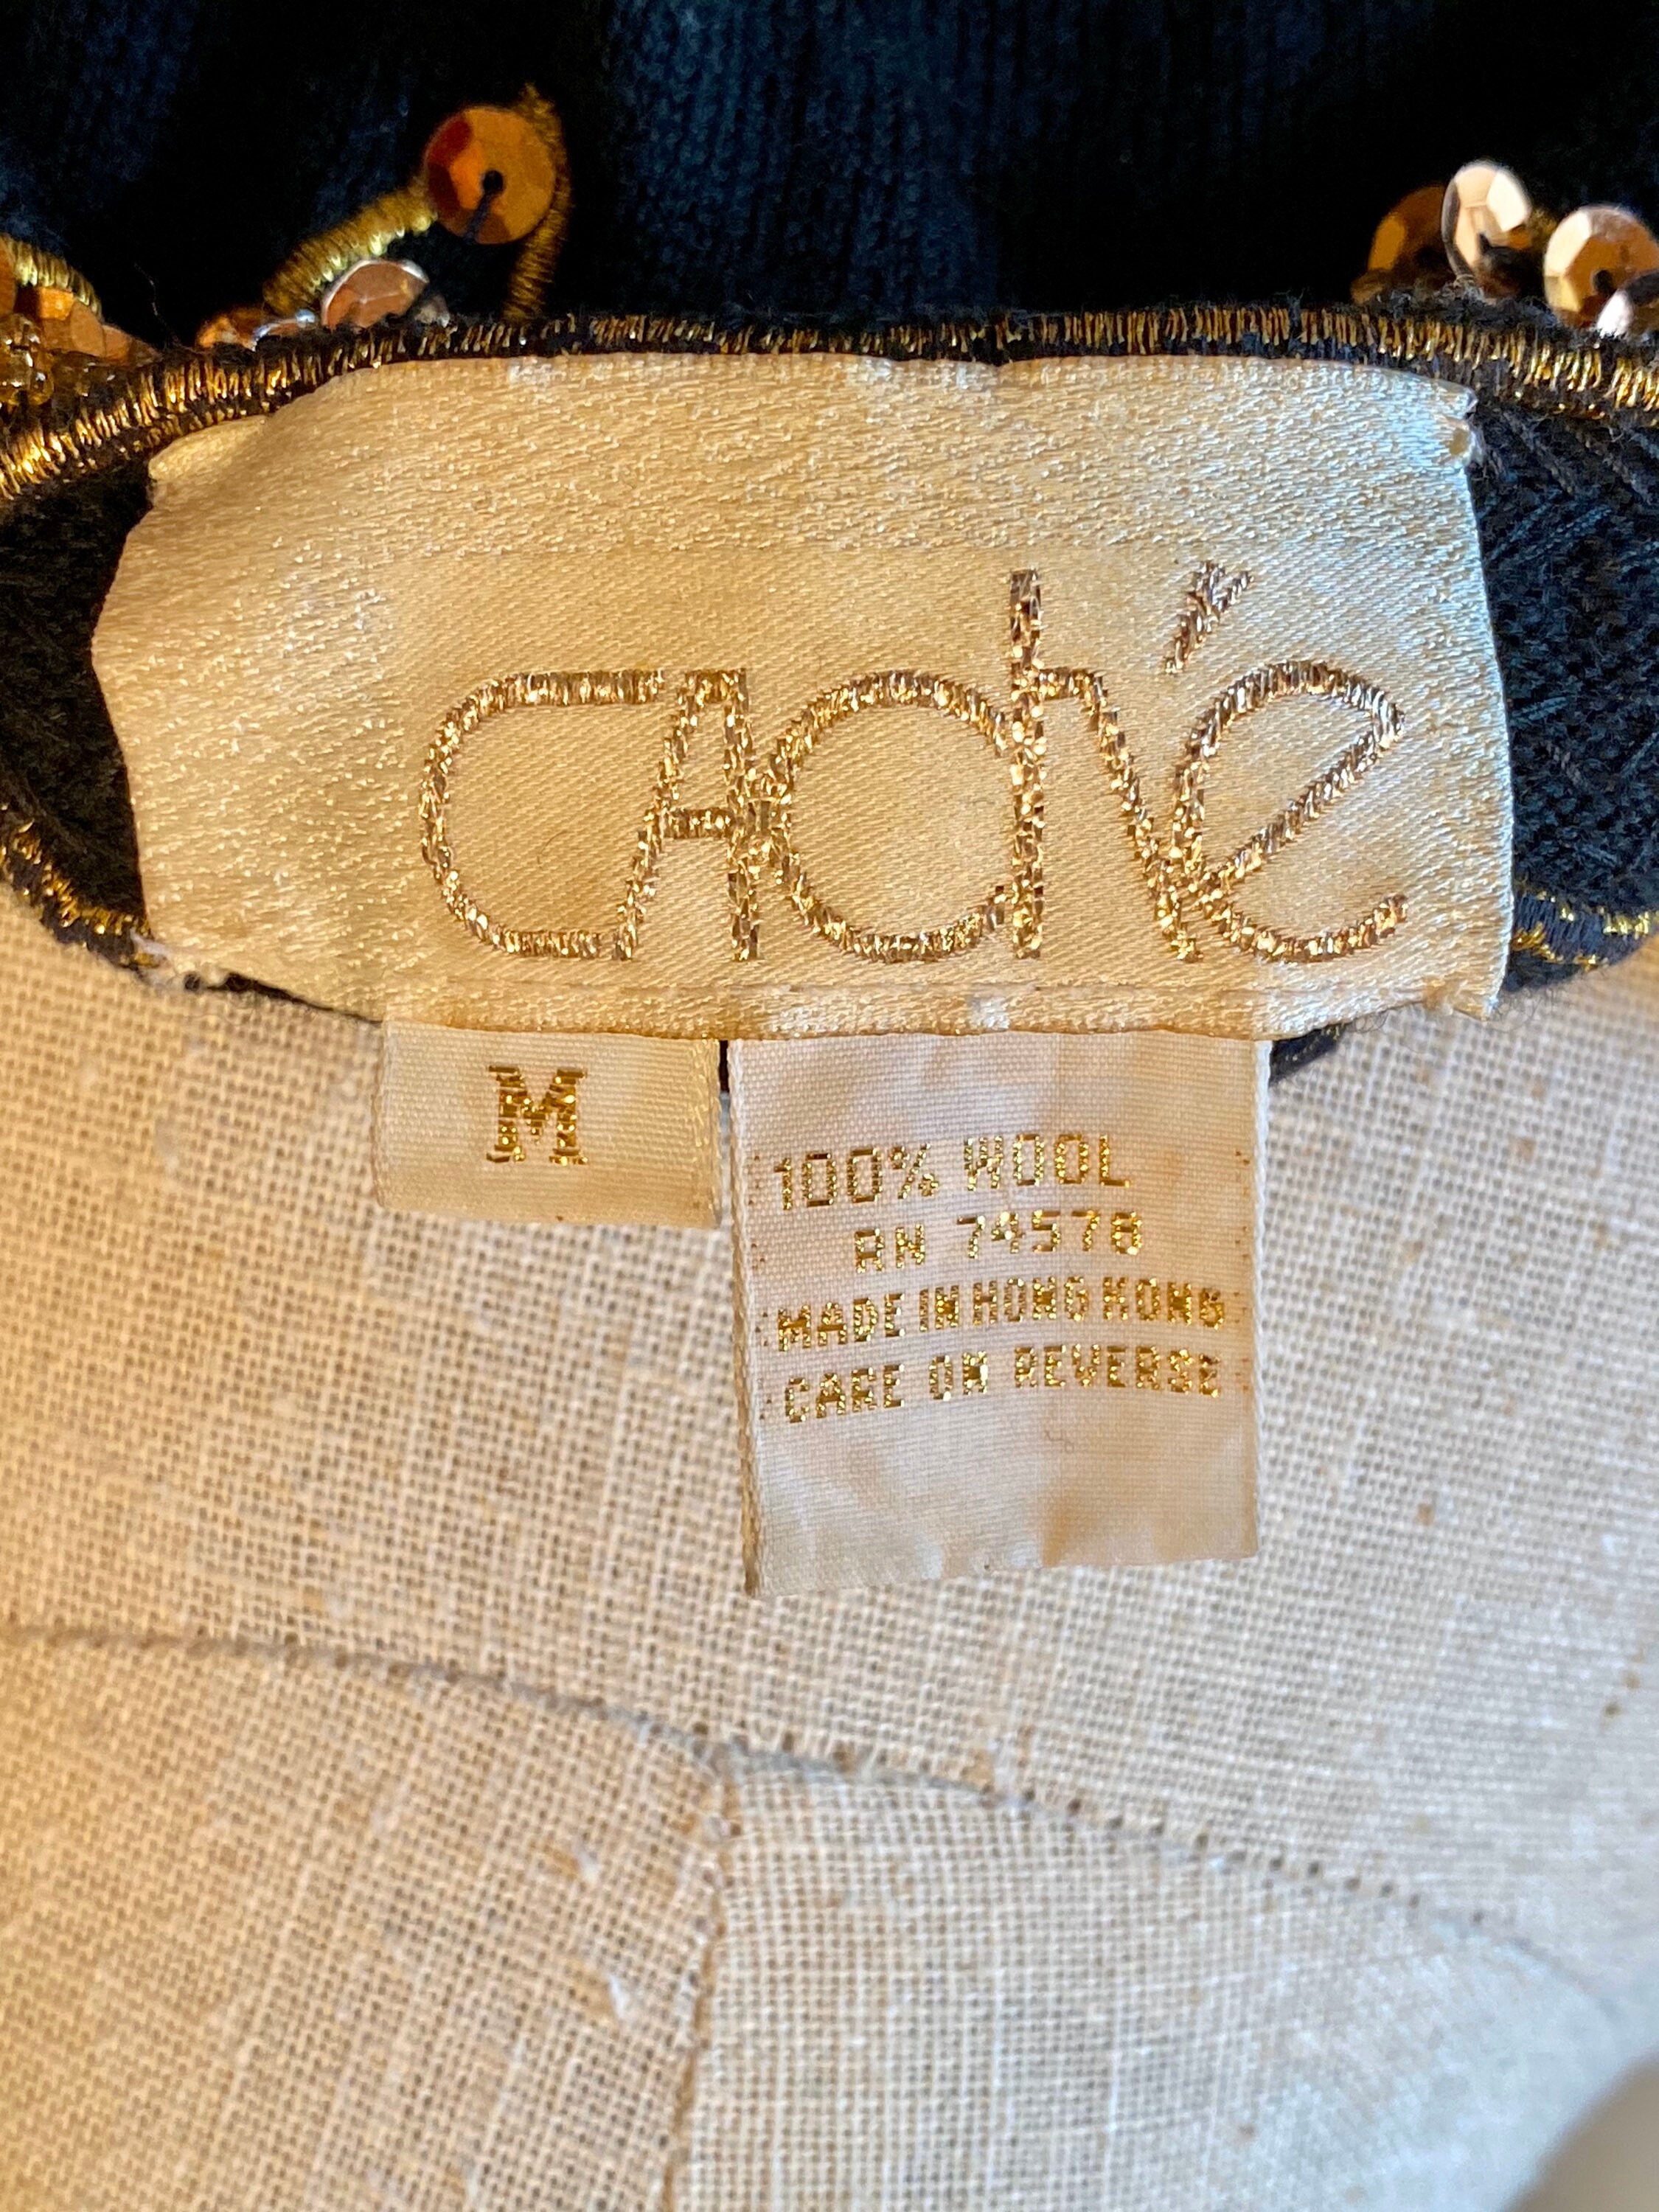 CAché
M
100% WOOL
RN 74578
MADE IN HONG KONG
CARE ON REVERSE